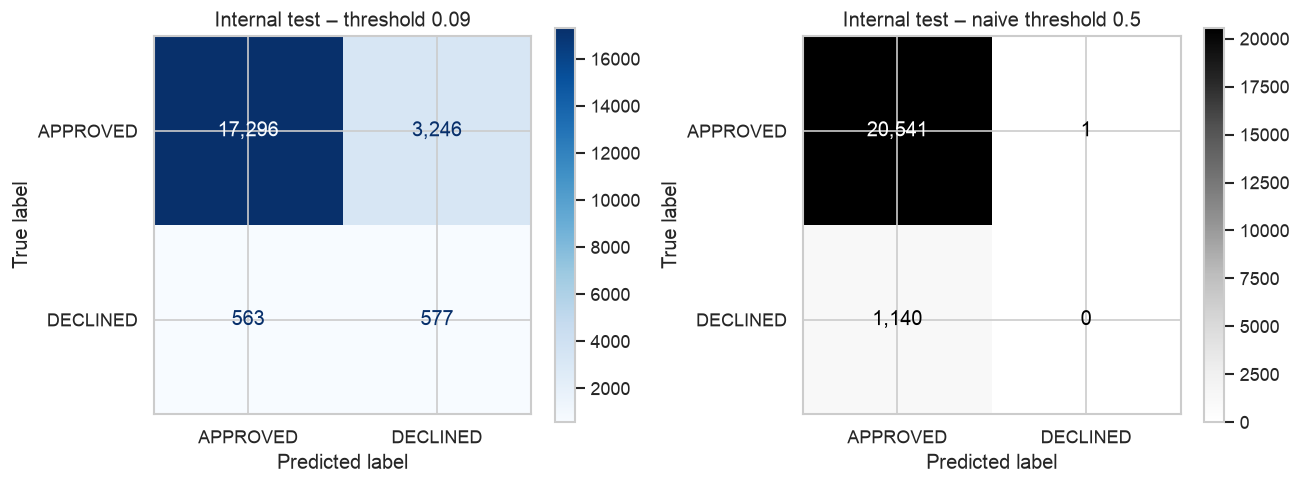 Internal test – threshold 0.09
True label
APPROVED
DECLINED
17,296
3,246
563
577
APPROVED
DECLINED
Predicted label
16000
14000
12000
10000
8000
6000
4000
2000
Internal test – naive threshold 0.5
True label
APPROVED
DECLINED
20,541
1
1,140
0
APPROVED
DECLINED
Predicted label
20000
17500
15000
12500
10000
7500
5000
2500
0